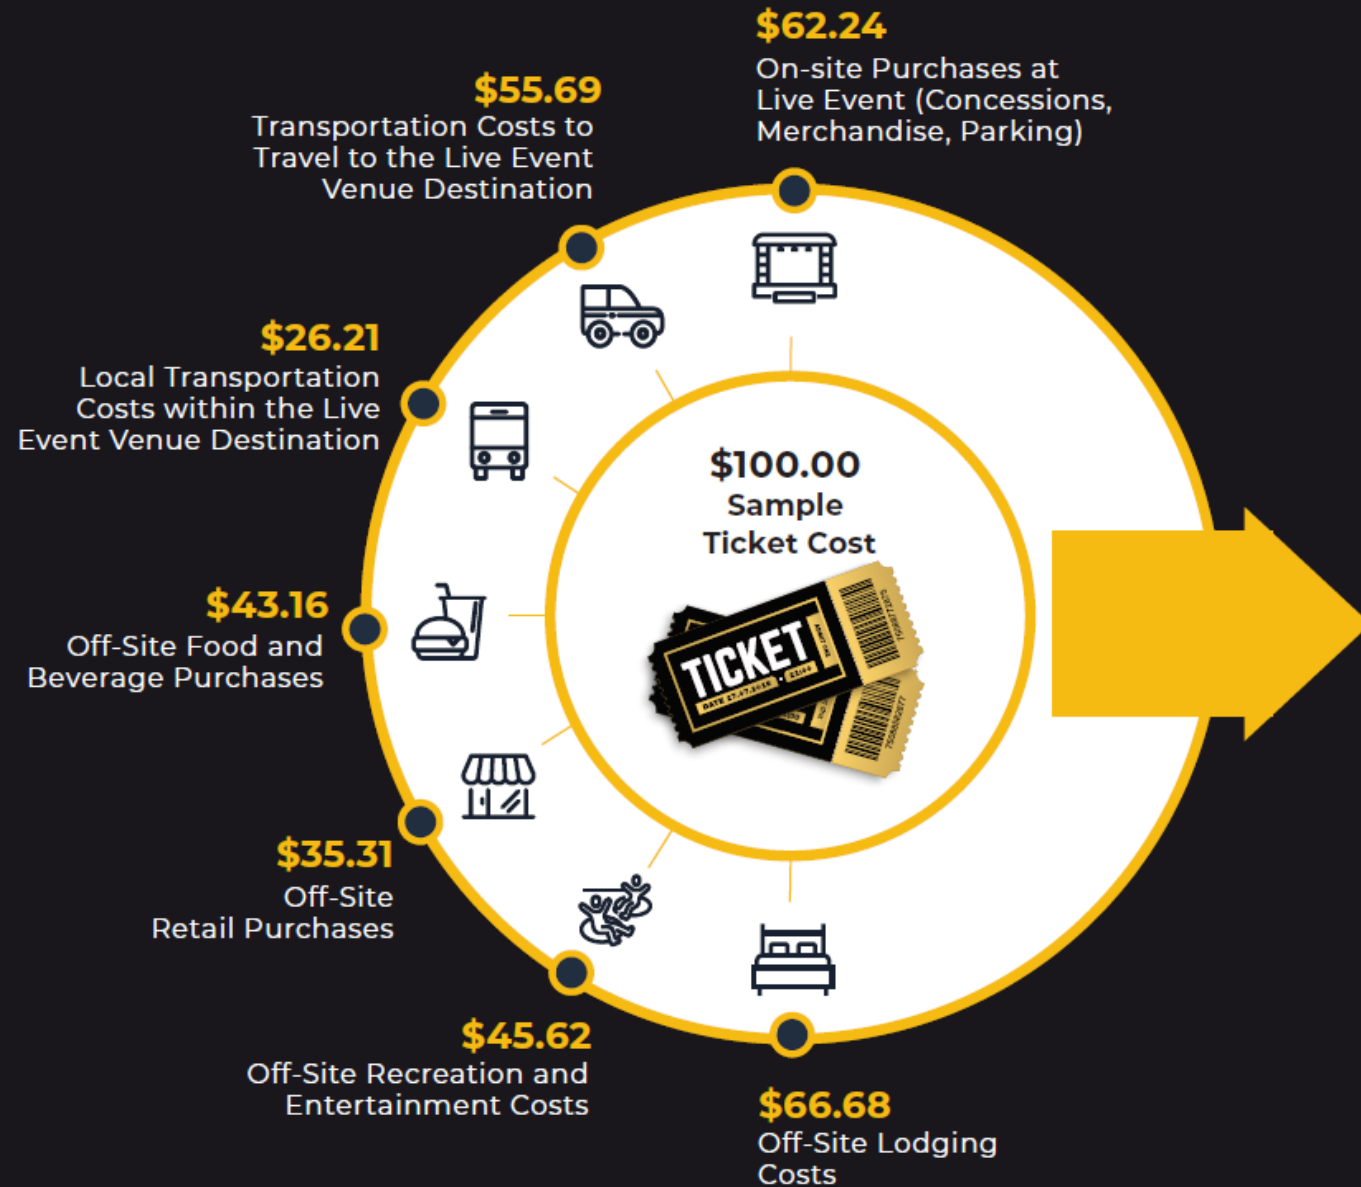 $62.24
On-site Purchases at
Live Event (Concessions,
Merchandise, Parking)
$55.69
Transportation Costs to
Travel to the Live Event
Venue Destination
$26.21
Local Transportation
Costs within the Live
Event Venue Destination
$43.16
Off-Site Food and
Beverage Purchases
$35.31
Off-Site
Retail Purchases
$45.62
Off-Site Recreation and
Entertainment Costs
$66.68
Off-Site Lodging
Costs
$100.00
Sample
Ticket Cost
TICKET
ADMIT ONE